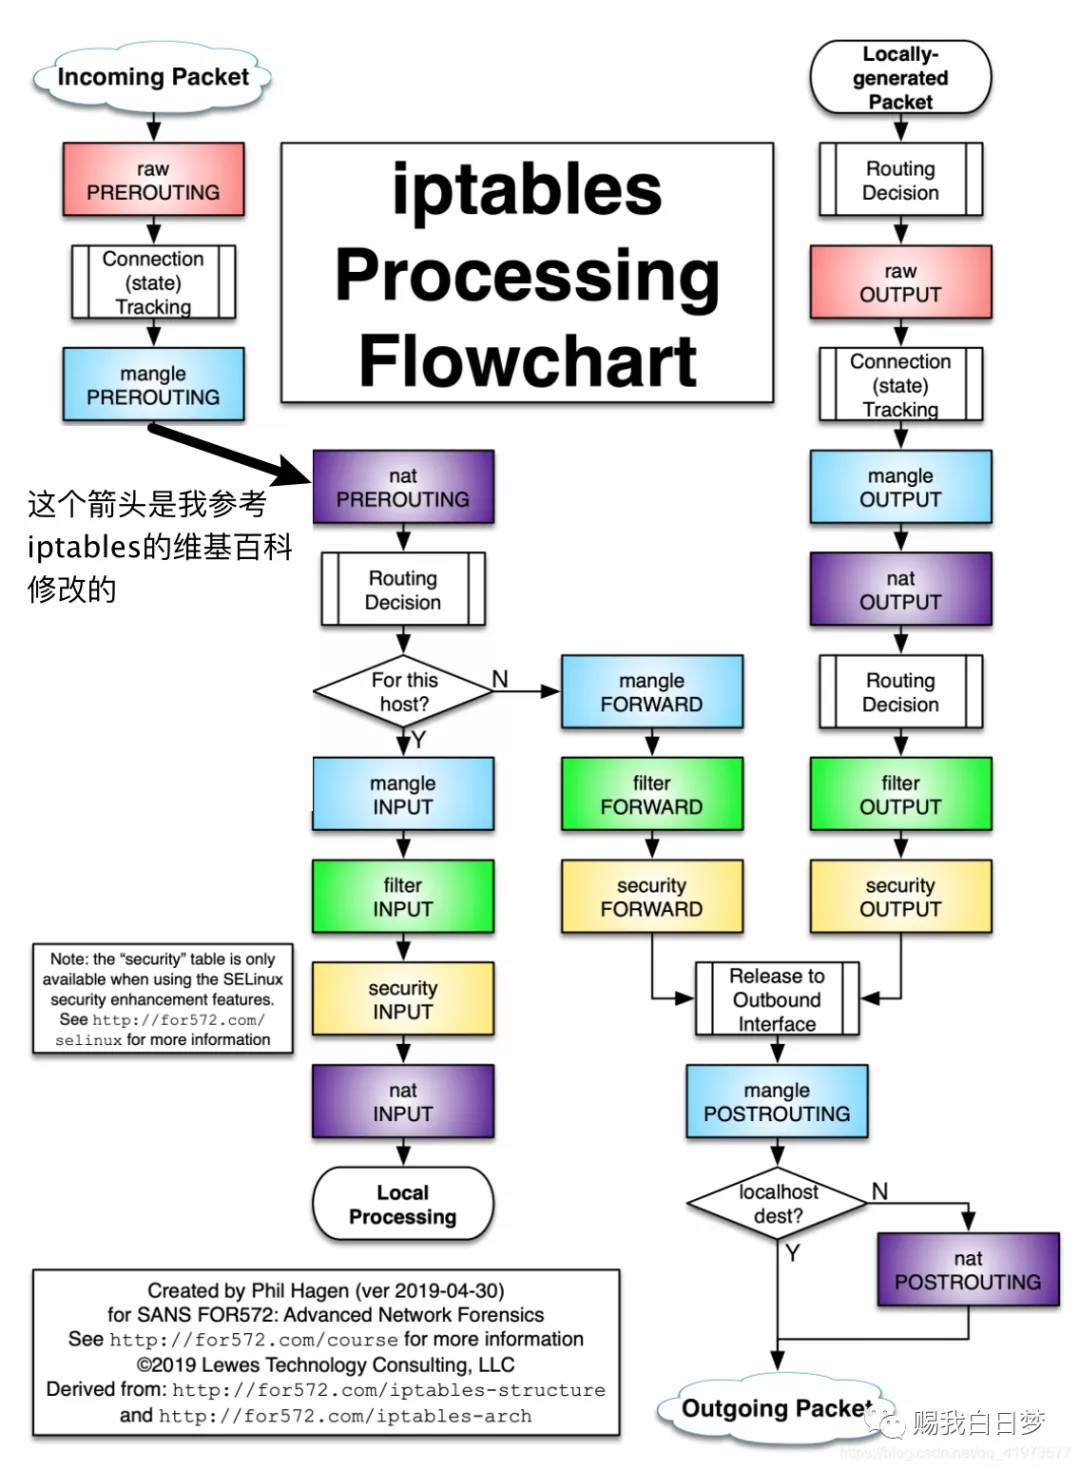 Incoming Packet
raw
PREROUTING
Connection
(state)
Tracking
mangle
PREROUTING
这个箭头是我参考
iptables的维基百科
修改的
iptables
Processing
Flowchart
nat
PREROUTING
Routing
Decision
For this
host?
N
Y
mangle
INPUT
filter
INPUT
security
INPUT
nat
INPUT
Local
Processing
mangle
FORWARD
filter
FORWARD
security
FORWARD
Locally-
generated
Packet
Routing
Decision
raw
OUTPUT
Connection
(state)
Tracking
mangle
OUTPUT
nat
OUTPUT
Routing
Decision
filter
OUTPUT
security
OUTPUT
Release to
Outbound
Interface
mangle
POSTROUTING
localhost
dest?
N
Y
nat
POSTROUTING
Outgoing Packet
Note: the “security” table is only
available when using the SELinux
security enhancement features.
See http://for572.com/
selinux for more information
Created by Phil Hagen (ver 2019-04-30)
for SANS FOR572: Advanced Network Forensics
See http://for572.com/course for more information
©2019 Lewes Technology Consulting, LLC
Derived from: http://for572.com/iptables-structure
and http://for572.com/iptables-arch
赐我白日梦
https://blog.csdn.net/qq_41973577